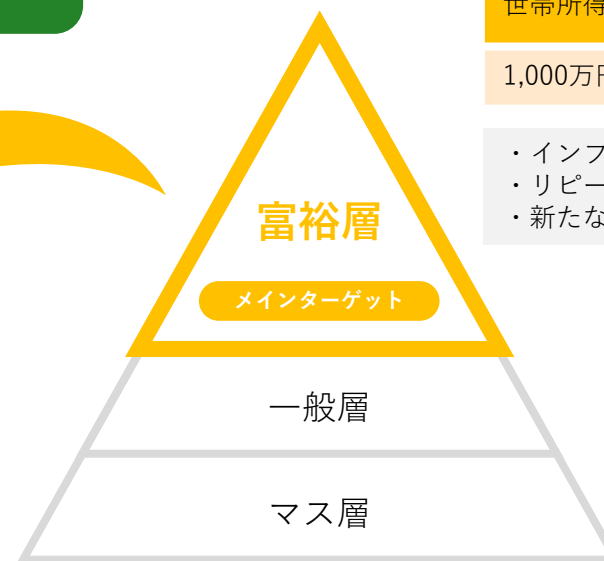 世帯所得
1,000万円
・インフ
・リピー
・新たな
富裕層
メインターゲット
一般層
マス層